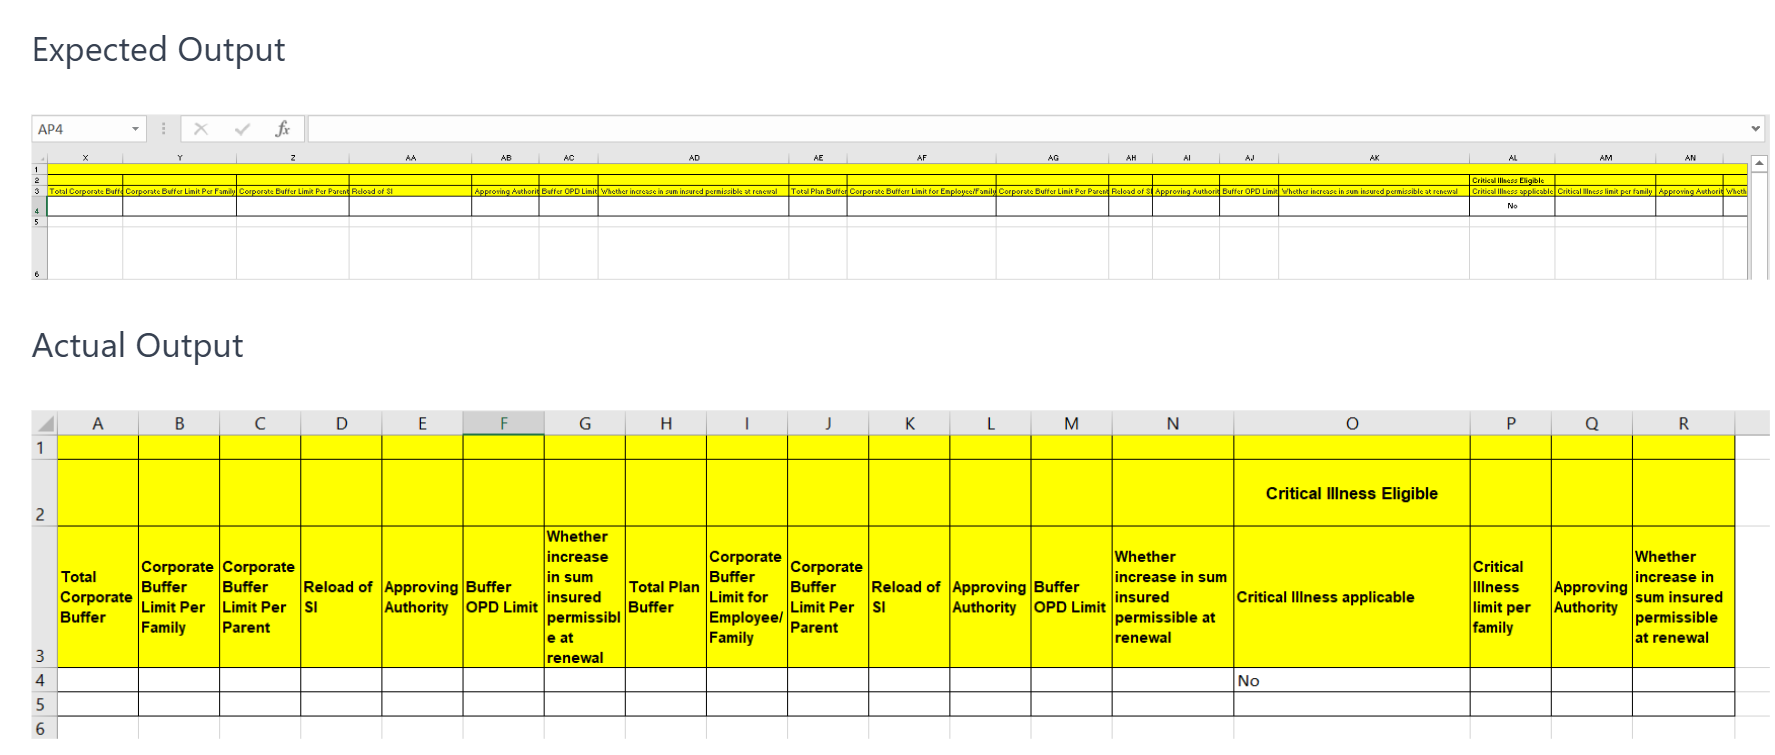 Expected Output
AP4 fx
X Y Z AA AB AC AD AE AF AG AH AI AJ AK AL AM AN
1
2 Critical Illness Eligible
3 Total Corporate Buffe Corporate Buffer Limit Per Family Corporate Buffer Limit Per Parent Reload of SI Approving Authorit Buffer OPD Limit Whether increase in sum insured permissible at renewal Total Plan Buffer Corporate Buffer Limit for Employee/Family Corporate Buffer Limit Per Parent Reload of SI Approving Authorit Buffer OPD Limit Whether increase in sum insured permissible at renewal Critical Illness applicable Critical Illness limit per family Approving Authorit Wheth
4 No
5
6
Actual Output
A B C D E F G H I J K L M N O P Q R
1
2 Critical Illness Eligible
3
Total
Corporate
Buffer
Corporate
Buffer
Limit Per
Family
Corporate
Buffer
Limit Per
Parent
Reload of
SI
Approving
Authority
Buffer
OPD Limit
Whether
increase
in sum
insured
permissibl
e at
renewal
Total Plan
Buffer
Corporate
Buffer
Limit for
Employee/
Family
Corporate
Buffer
Limit Per
Parent
Reload of
SI
Approving
Authority
Buffer
OPD Limit
Whether
increase in sum
insured
permissible at
renewal
Critical Illness applicable
Critical
Illness
limit per
family
Approving
Authority
Whether
increase in
sum insured
permissible
at renewal
4 No
5
6